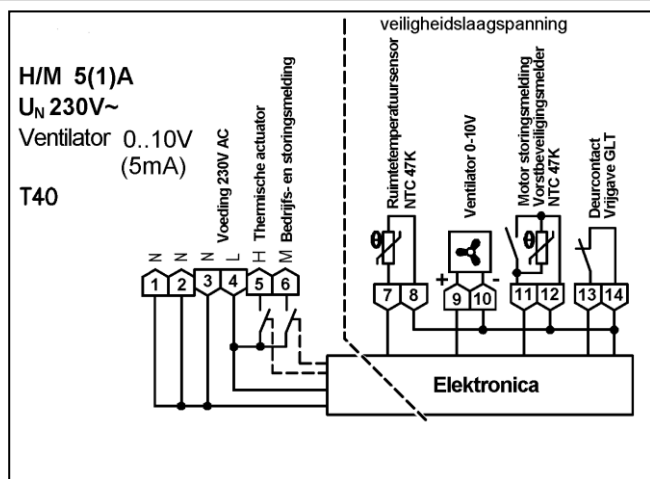 veiligheidslaagspanning
H/M 5(1)A
UN 230V~
Ventilator 0..10V
(5mA)
T40
N
N
N
Voeding 230V AC
L
H Thermische actuator
M Bedrijfs- en storingsmelding
Ruimtetemperatuursensor
NTC 47K
Ventilator 0-10V
Motor storingsmelding
Vorstbeveiligingsmelder
NTC 47K
Deurcontact
Vrijgave GLT
θ
θ
+ -
1 2 3 4 5 6
7 8 9 10 11 12 13 14
Elektronica